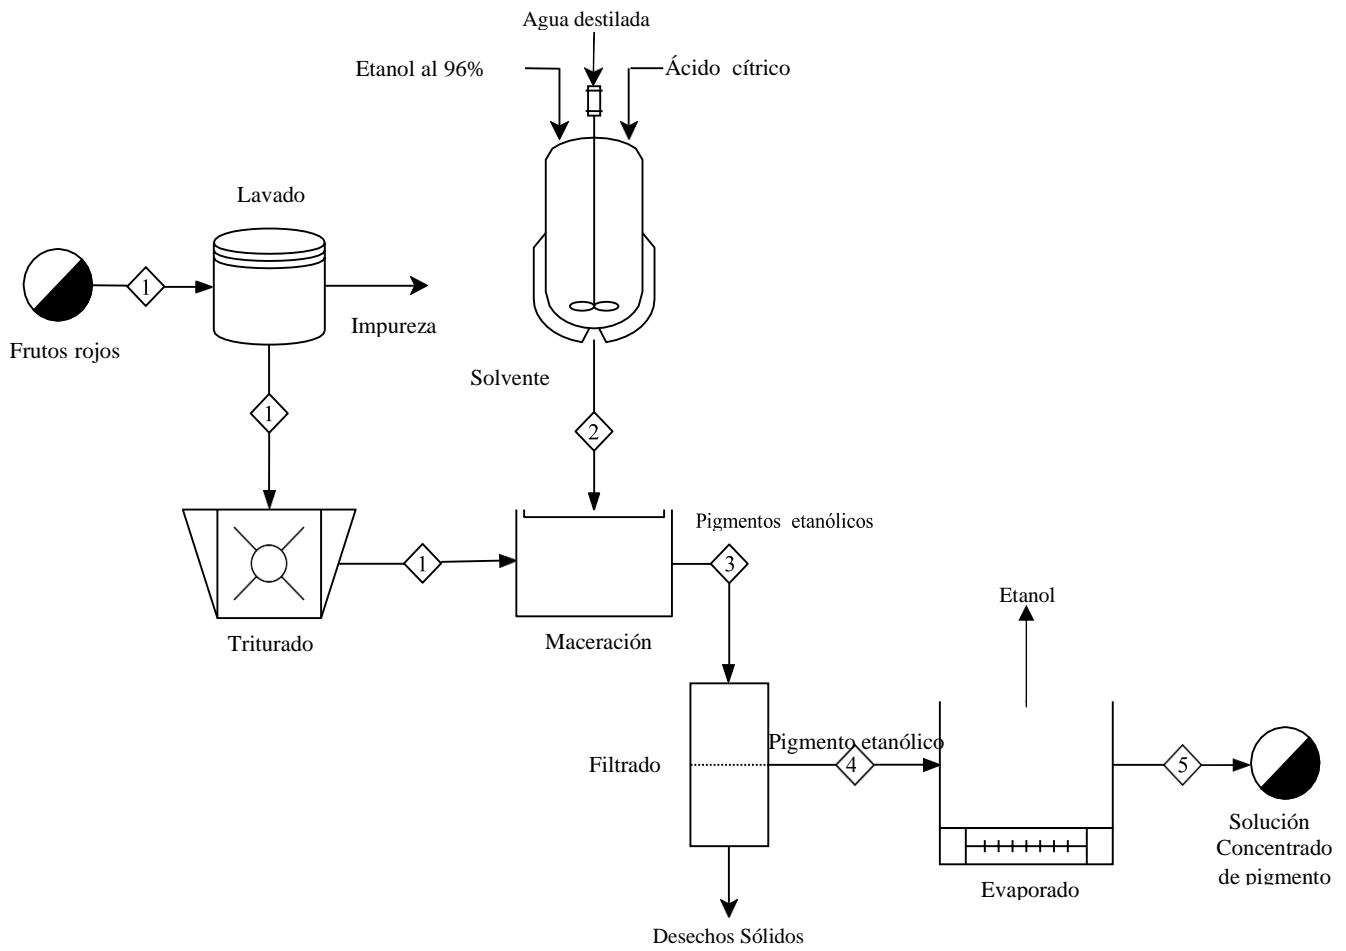 Agua destilada
Etanol al 96%
Ácido cítrico
Lavado
1
Impureza
Frutos rojos
Solvente
1
2
Pigmentos etanólicos
1
3
Triturado
Maceración
Etanol
Pigmento etanólico
Filtrado
4
5
Solución
Concentrado
de pigmento
Evaporado
Desechos Sólidos